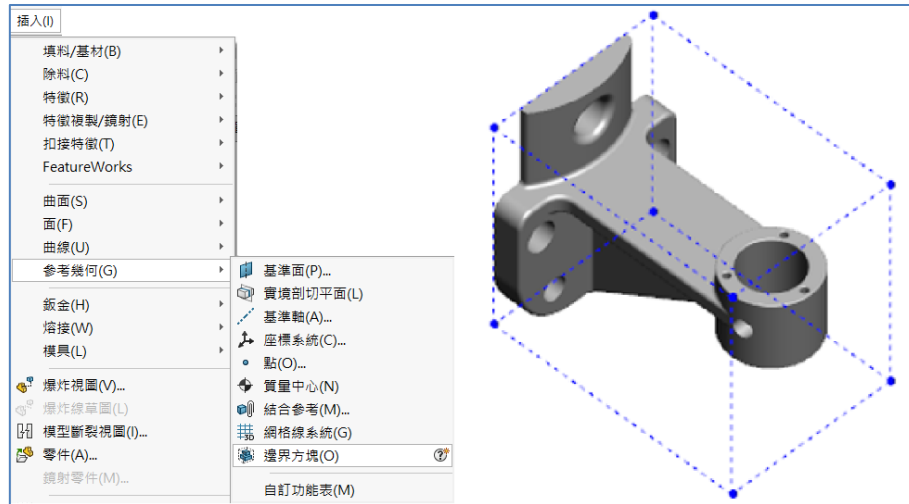 插入(I)
填料/基材(B)
除料(C)
特徵(R)
特徵複製/鏡射(E)
扣接特徵(T)
FeatureWorks
曲面(S)
面(F)
曲線(U)
參考幾何(G)
鈑金(H)
熔接(W)
模具(L)
爆炸視圖(V)...
爆炸線草圖(L)
模型斷裂視圖(I)...
零件(A)...
鏡射零件(M)...
基準面(P)...
實境剖切平面(L)
基準軸(A)...
座標系統(C)...
點(O)...
質量中心(N)
結合參考(M)...
網格線系統(G)
邊界方塊(O)
自訂功能表(M)